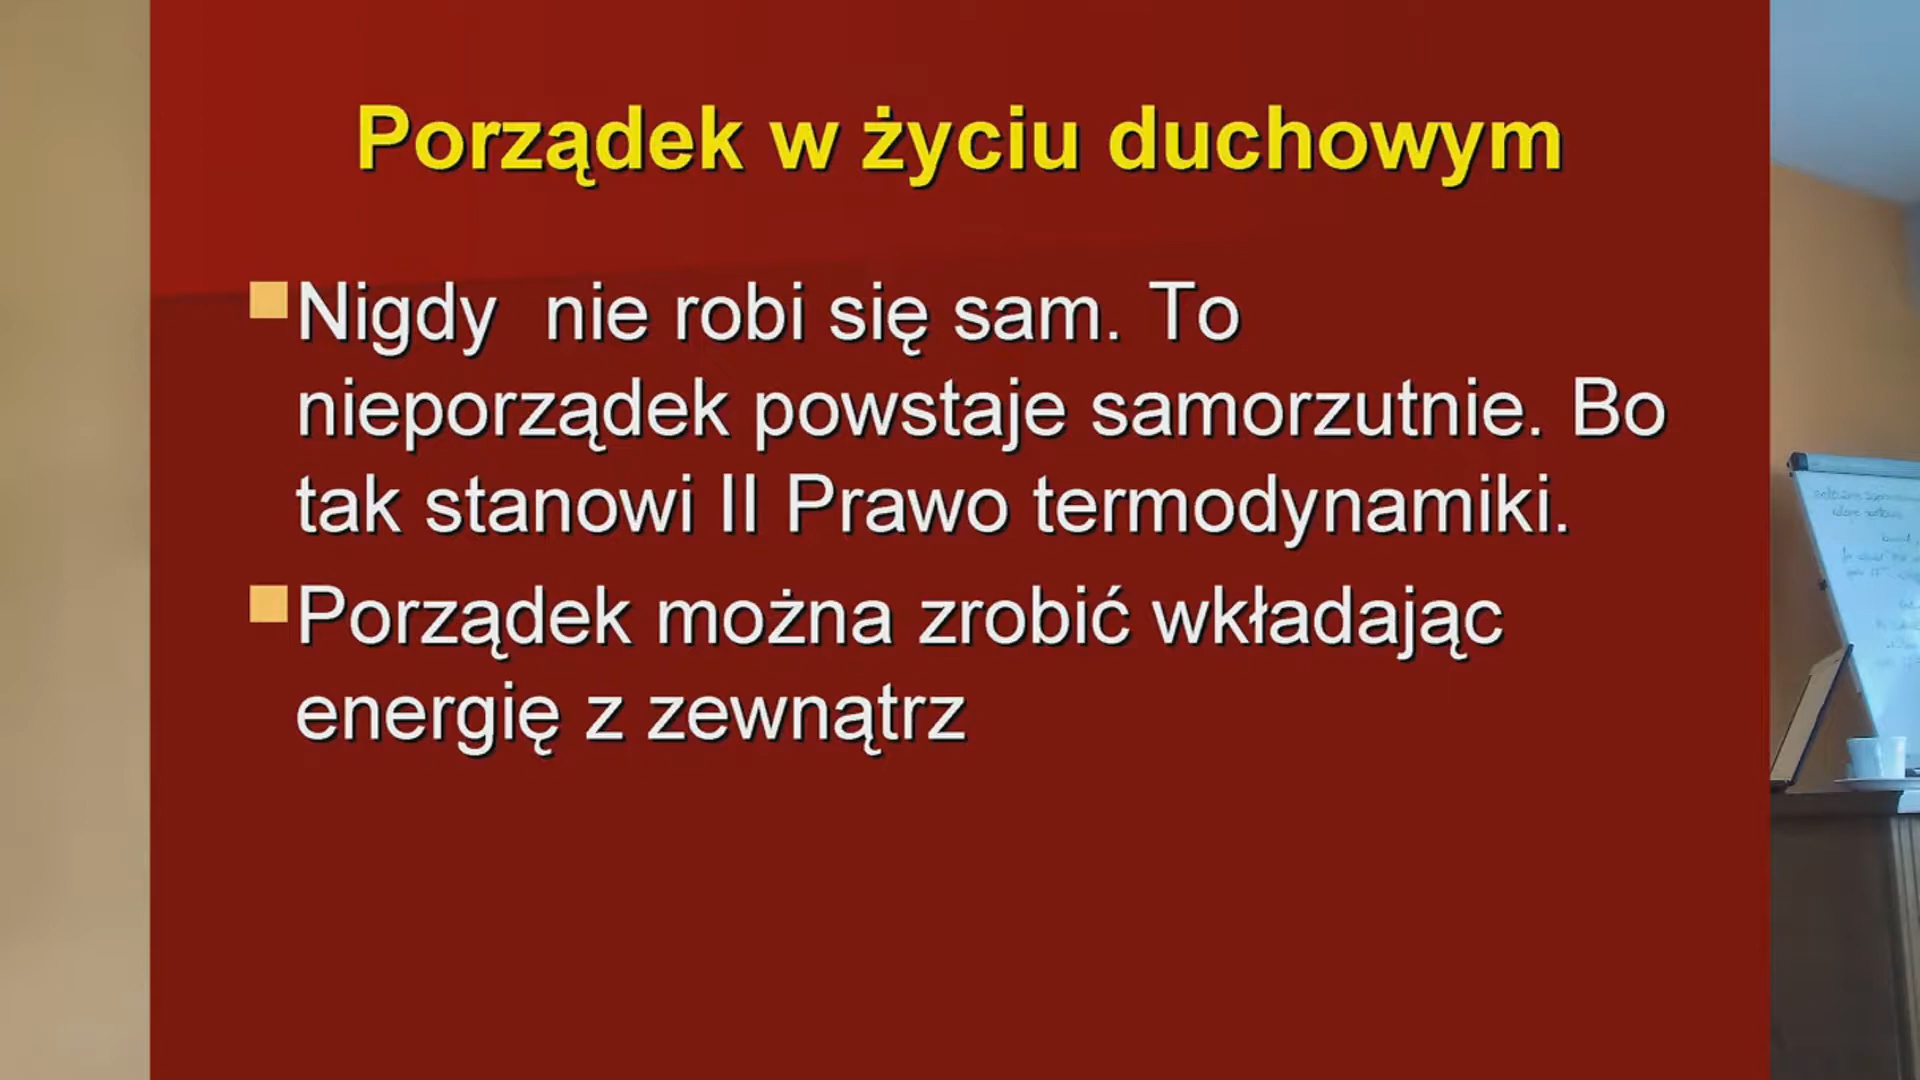 Porządek w życiu duchowym
Nigdy  nie robi się sam. To
nieporządek powstaje samorzutnie. Bo
tak stanowi II Prawo termodynamiki.
Porządek można zrobić wkładając
energię z zewnątrz